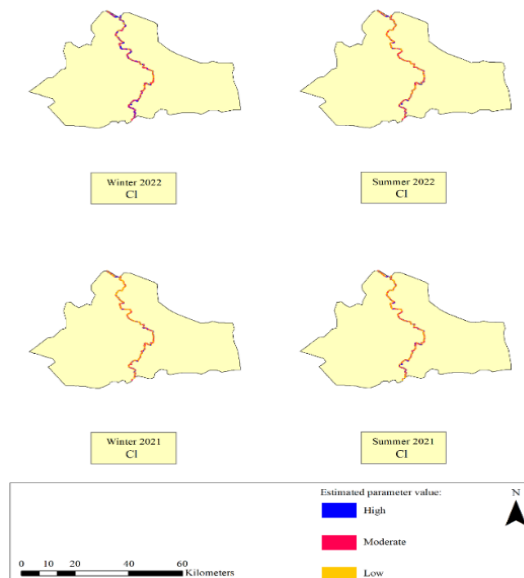 Winter 2022
Cl
Summer 2022
Cl
Winter 2021
Cl
Summer 2021
Cl
Estimated parameter value:
High
Moderate
Low
N
0 10 20 40 60
Kilometers